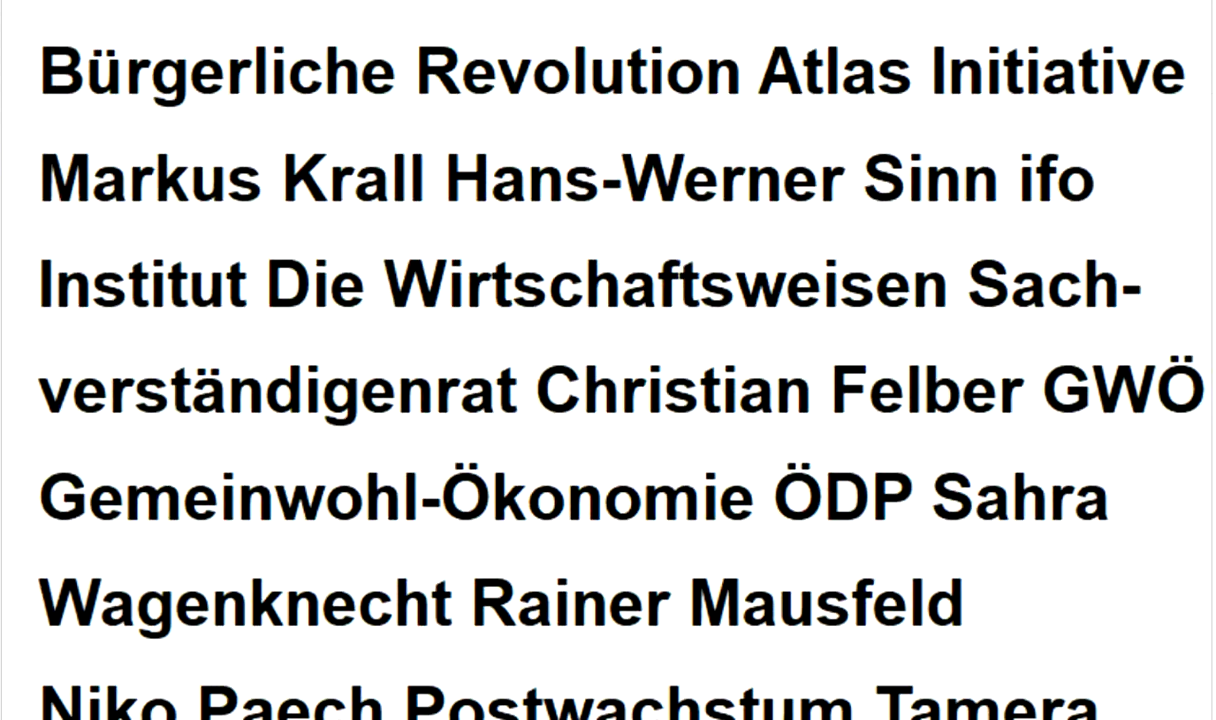 Bürgerliche Revolution Atlas Initiative
Markus Krall Hans-Werner Sinn ifo
Institut Die Wirtschaftsweisen Sach-
verständigenrat Christian Felber GWÖ
Gemeinwohl-Ökonomie ÖDP Sahra
Wagenknecht Rainer Mausfeld
Niko Paech Postwachstum Tamera